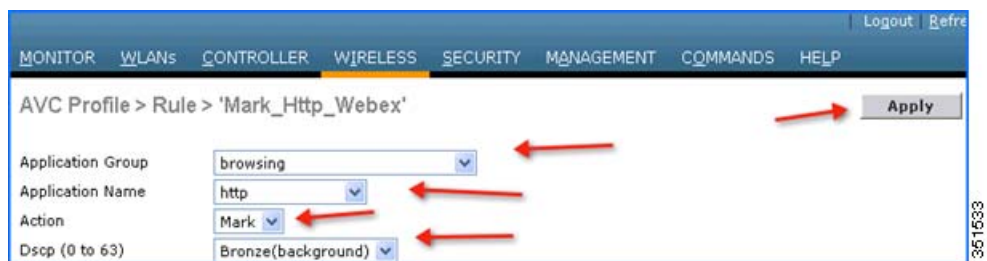 Logout Refre
MONITOR WLANs CONTROLLER WIRELESS SECURITY MANAGEMENT COMMANDS HELP
AVC Profile > Rule > 'Mark_Http_Webex' Apply
Application Group browsing
Application Name http
Action Mark
Dscp (0 to 63) Bronze(background)
351533